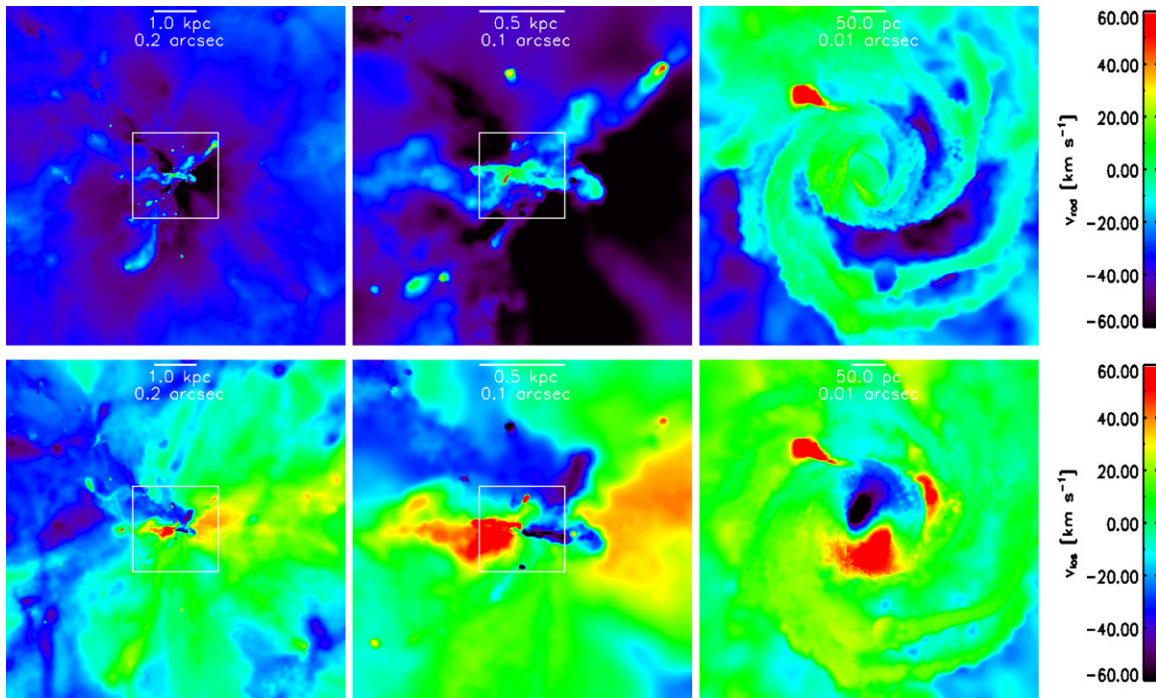 1.0 kpc
0.2 arcsec
0.5 kpc
0.1 arcsec
50.0 pc
0.01 arcsec
60.00
40.00
20.00
0.00
−20.00
−40.00
−60.00
v_rad [km s⁻¹]
1.0 kpc
0.2 arcsec
0.5 kpc
0.1 arcsec
50.0 pc
0.01 arcsec
60.00
40.00
20.00
0.00
−20.00
−40.00
−60.00
v_los [km s⁻¹]